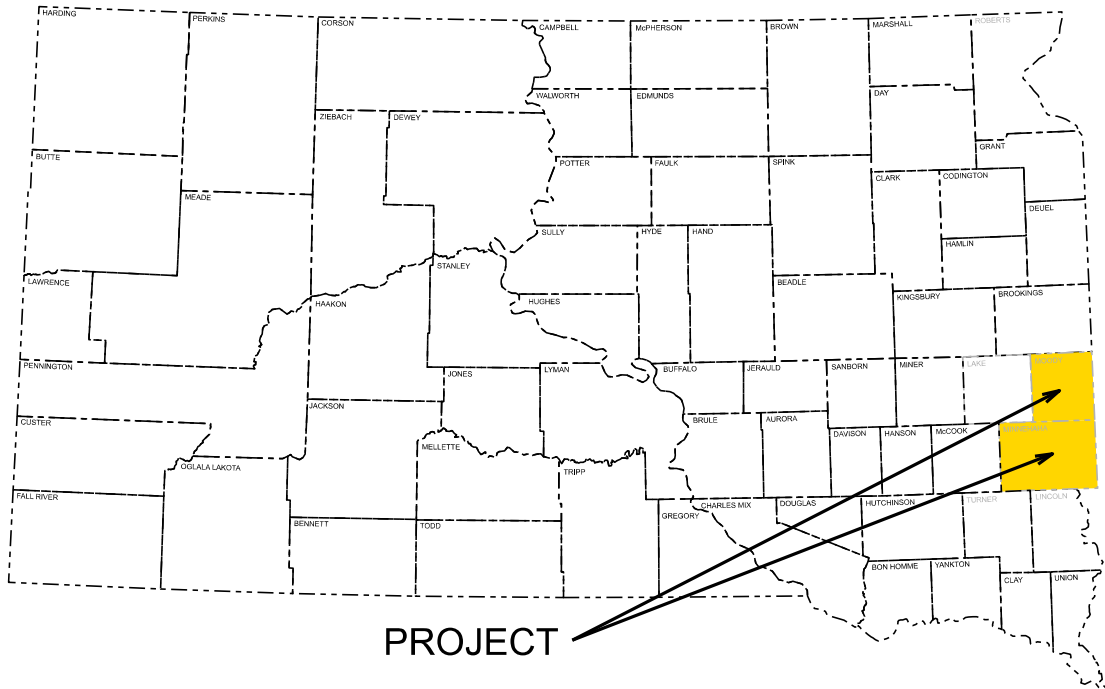 HARDING
PERKINS
CORSON
CAMPBELL
McPHERSON
BROWN
MARSHALL
ROBERTS
WALWORTH
EDMUNDS
DAY
ZIEBACH
DEWEY
GRANT
BUTTE
POTTER
FAULK
SPINK
CLARK
CODINGTON
MEADE
DEUEL
SULLY
HYDE
HAND
HAMLIN
STANLEY
LAWRENCE
BEADLE
HAAKON
HUGHES
KINGSBURY
BROOKINGS
PENNINGTON
JONES
LYMAN
BUFFALO
JERAULD
SANBORN
MINER
LAKE
MOODY
JACKSON
CUSTER
BRULE
AURORA
DAVISON
HANSON
McCOOK
MINNEHAHA
MELLETTE
OGLALA LAKOTA
TRIPP
FALL RIVER
CHARLES MIX
DOUGLAS
HUTCHINSON
TURNER
LINCOLN
GREGORY
BENNETT
TODD
BON HOMME
YANKTON
CLAY
UNION
PROJECT